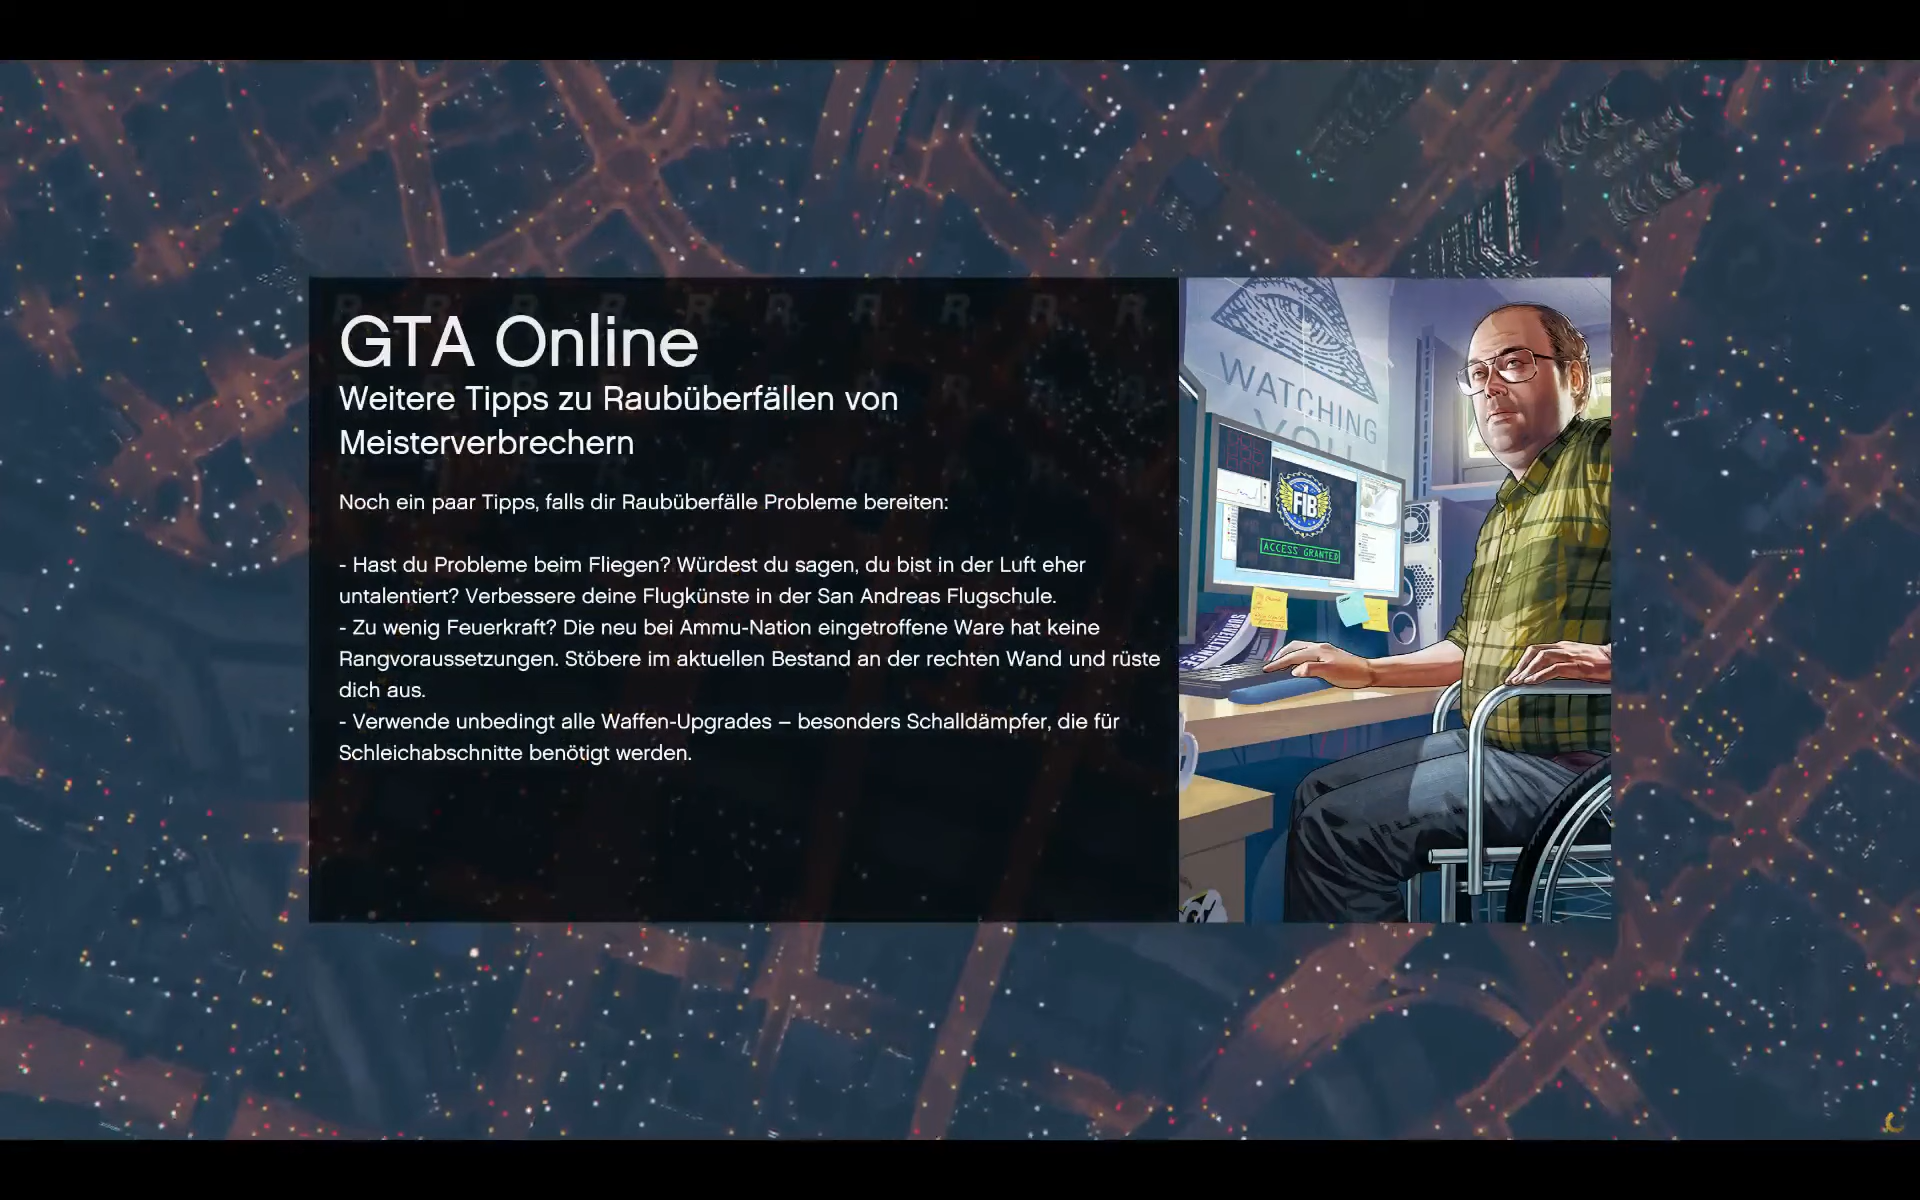 GTA Online
Weitere Tipps zu Raubüberfällen von
Meisterverbrechern
Noch ein paar Tipps, falls dir Raubüberfälle Probleme bereiten:
- Hast du Probleme beim Fliegen? Würdest du sagen, du bist in der Luft eher
untalentiert? Verbessere deine Flugkünste in der San Andreas Flugschule.
- Zu wenig Feuerkraft? Die neu bei Ammu-Nation eingetroffene Ware hat keine
Rangvoraussetzungen. Stöbere im aktuellen Bestand an der rechten Wand und rüste
dich aus.
- Verwende unbedingt alle Waffen-Upgrades – besonders Schalldämpfer, die für
Schleichabschnitte benötigt werden.
WATCHING
YOU
FIB
ACCESS GRANTED